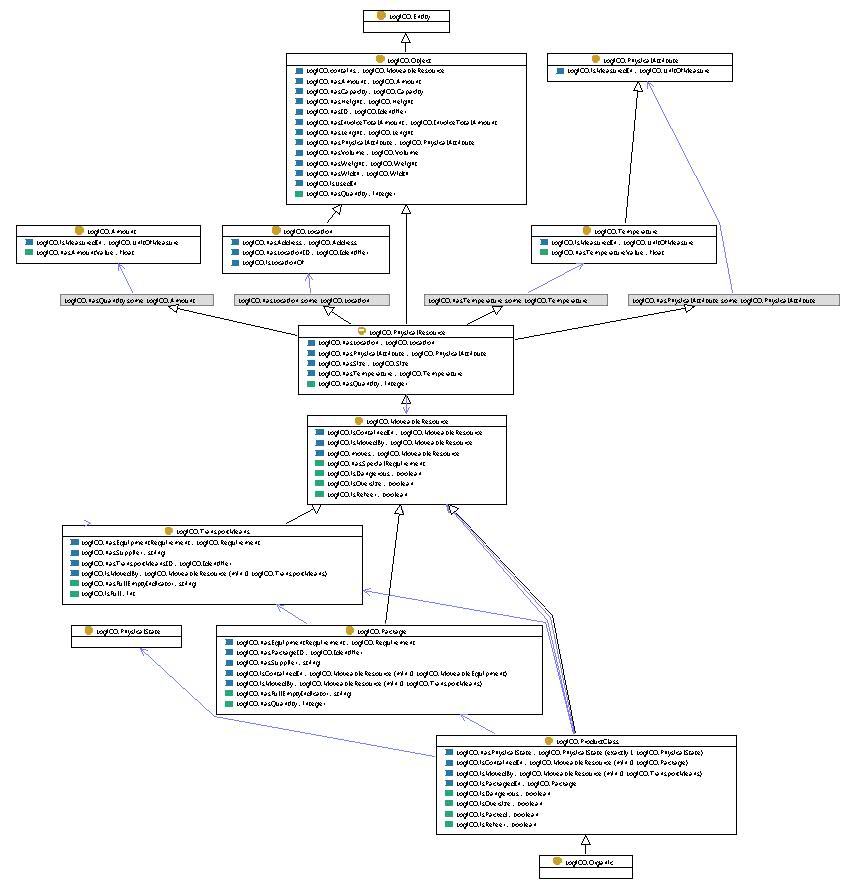 LogICO:Entity
LogICO:Object
LogICO:contains : LogICO:MoveableResource
LogICO:hasAmount : LogICO:Amount
LogICO:hasCapacity : LogICO:Capacity
LogICO:hasHeight : LogICO:Height
LogICO:hasID : LogICO:Identifier
LogICO:hasInvoiceTotalAmount : LogICO:InvoiceTotalAmount
LogICO:hasPhysicalAttribute : LogICO:PhysicalAttribute
LogICO:hasVolume : LogICO:Volume
LogICO:hasWeight : LogICO:Weight
LogICO:hasWidth : LogICO:Width
LogICO:isUsedIn
LogICO:hasQuantity : integer
LogICO:PhysicalAttribute
LogICO:isMeasuredIn : LogICO:UnitOfMeasure
LogICO:Amount
LogICO:isMeasuredIn : LogICO:UnitOfMeasure
LogICO:hasAmountValue : float
LogICO:Location
LogICO:hasAddress : LogICO:Address
LogICO:hasLocationID : LogICO:Identifier
LogICO:isLocationOf
LogICO:Temperature
LogICO:isMeasuredIn : LogICO:UnitOfMeasure
LogICO:hasTemperatureValue : float
LogICO:hasQuantity some LogICO:Amount
LogICO:hasLocation some LogICO:Location
LogICO:hasTemperature some LogICO:Temperature
LogICO:hasPhysicalAttribute some LogICO:PhysicalAttribute
LogICO:PhysicalResource
LogICO:hasLocation : LogICO:Location
LogICO:hasPhysicalAttribute : LogICO:PhysicalAttribute
LogICO:hasSize : LogICO:Size
LogICO:hasTemperature : LogICO:Temperature
LogICO:hasQuantity : integer
LogICO:MoveableResource
LogICO:isContainedIn : LogICO:MoveableResource
LogICO:isMovedBy : LogICO:MoveableResource
LogICO:moves : LogICO:MoveableResource
LogICO:hasSpecialRequirement
LogICO:isDangerous : boolean
LogICO:isOversize : boolean
LogICO:isReefer : boolean
LogICO:TransportMeans
LogICO:hasEquipmentRequirement : LogICO:Requirement
LogICO:hasSupplier : string
LogICO:hasTransportMeansID : LogICO:Identifier
LogICO:isMovedBy : LogICO:MoveableResource (min 0 LogICO:TransportMeans)
LogICO:hasFullEmptyIndicator : string
LogICO:isFull : int
LogICO:PhysicalState
LogICO:Package
LogICO:hasEquipmentRequirement : LogICO:Requirement
LogICO:hasPackageID : LogICO:Identifier
LogICO:hasSupplier : string
LogICO:isContainedIn : LogICO:MoveableResource (min 0 LogICO:MoveableEquipment)
LogICO:isMovedBy : LogICO:MoveableResource (min 0 LogICO:TransportMeans)
LogICO:hasFullEmptyIndicator : string
LogICO:hasQuantity : integer
LogICO:ProductClass
LogICO:hasPhysicalState : LogICO:PhysicalState (exactly 1 LogICO:PhysicalState)
LogICO:isContainedIn : LogICO:MoveableResource (min 0 LogICO:Package)
LogICO:isMovedBy : LogICO:MoveableResource (min 0 LogICO:TransportMeans)
LogICO:isPackagedIn : LogICO:Package
LogICO:isDangerous : boolean
LogICO:isOversize : boolean
LogICO:isPacked : boolean
LogICO:isReefer : boolean
LogICO:Organic